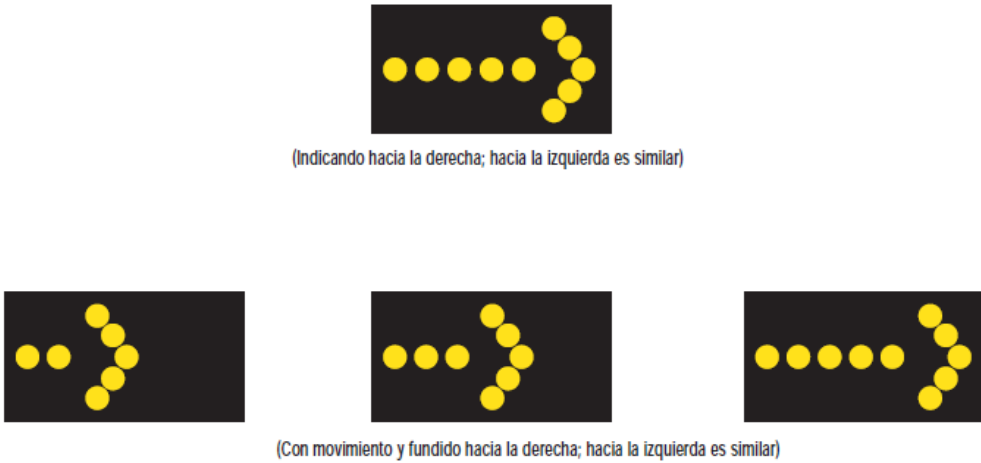 (Indicando hacia la derecha; hacia la izquierda es similar)
(Con movimiento y fundido hacia la derecha; hacia la izquierda es similar)